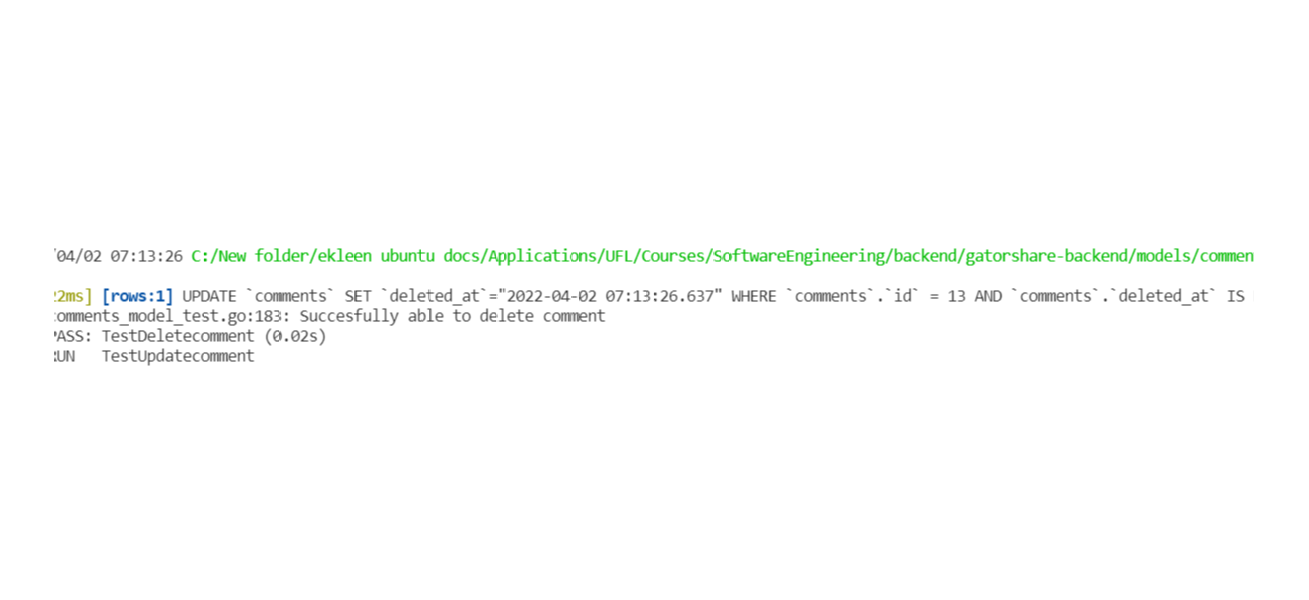 04/02 07:13:26 C:/New folder/ekleen ubuntu docs/Applications/UFL/Courses/SoftwareEngineering/backend/gatorshare-backend/models/commen
2ms] [rows:1] UPDATE `comments` SET `deleted_at`="2022-04-02 07:13:26.637" WHERE `comments`.`id` = 13 AND `comments`.`deleted_at` IS
omments_model_test.go:183: Succesfully able to delete comment
ASS: TestDeletecomment (0.02s)
UN TestUpdatecomment